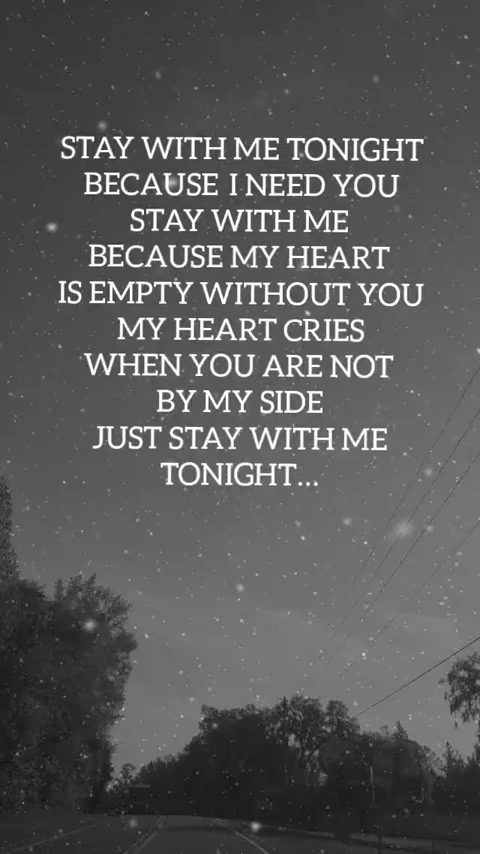 STAY WITH ME TONIGHT
BECAUSE I NEED YOU
STAY WITH ME
BECAUSE MY HEART
IS EMPTY WITHOUT YOU
MY HEART CRIES
WHEN YOU ARE NOT
BY MY SIDE
JUST STAY WITH ME
TONIGHT...